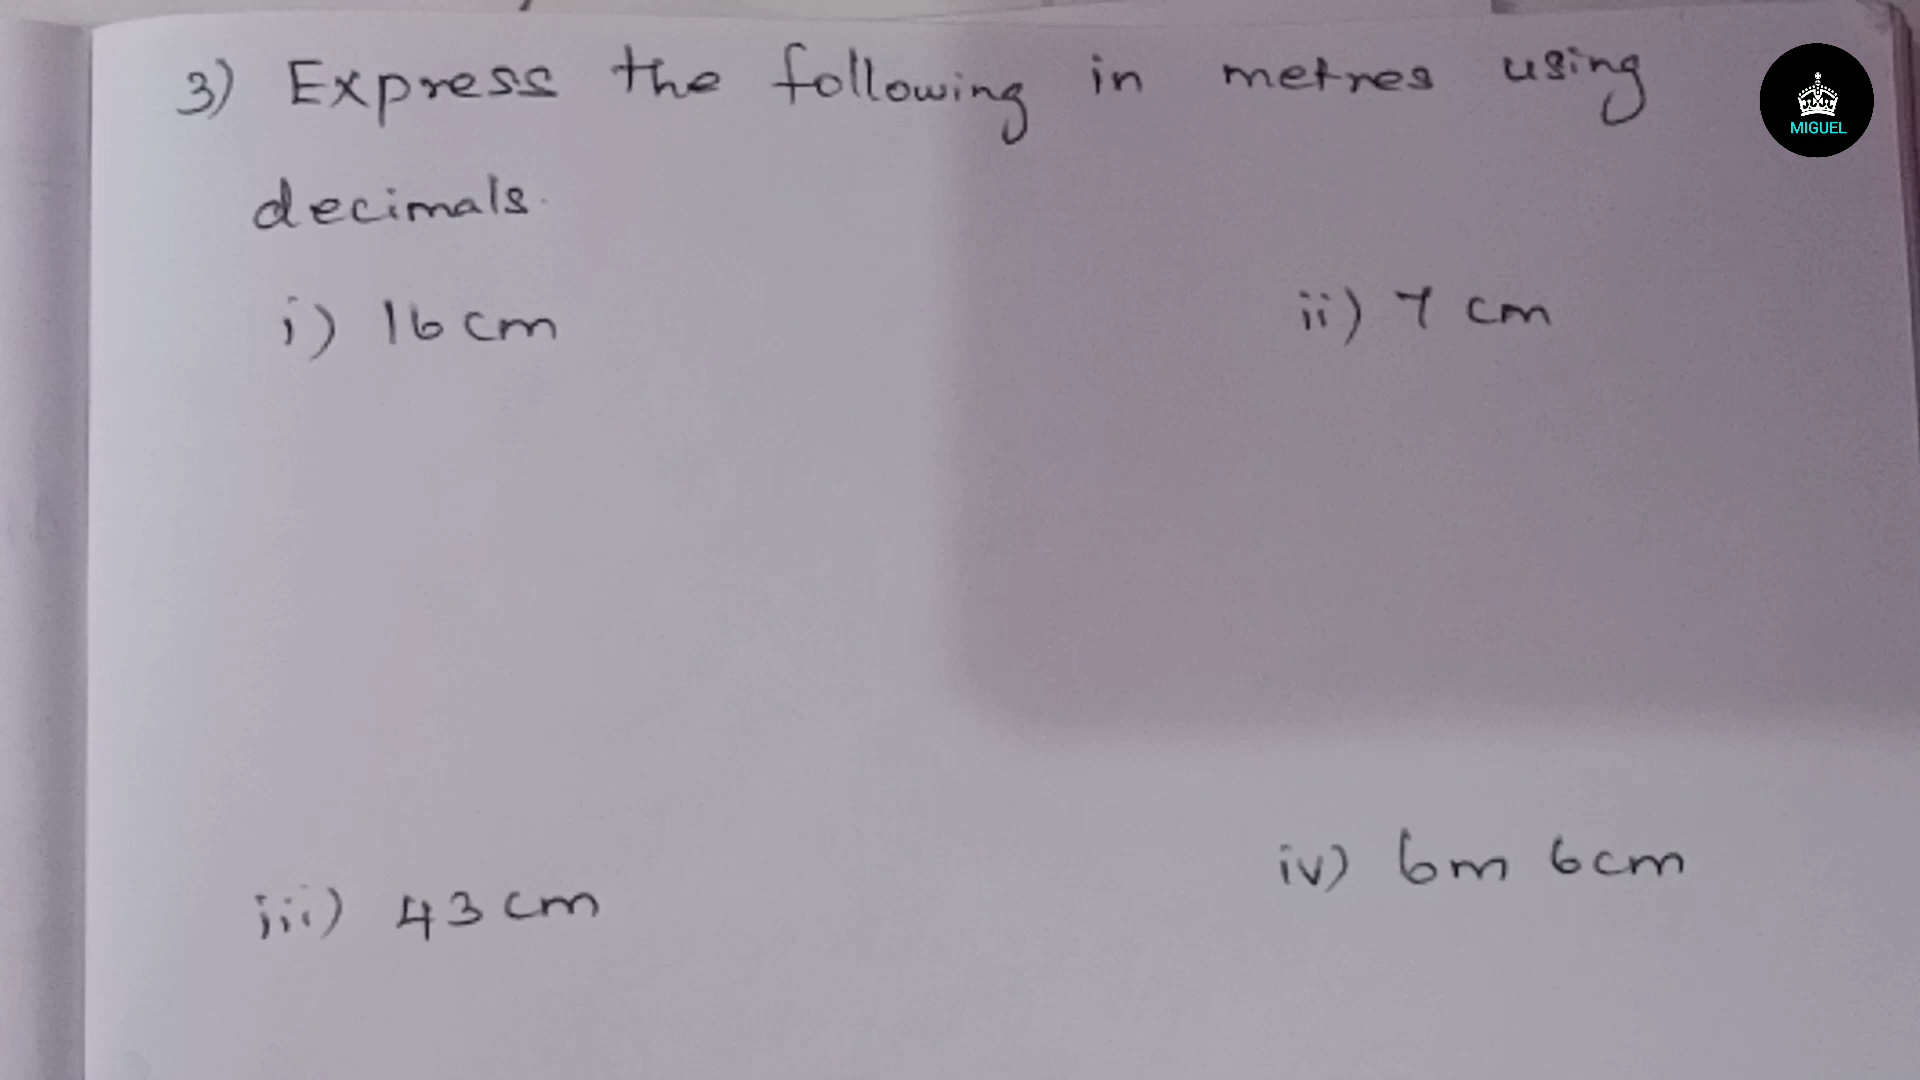 3) Express the following in metres using
decimals.
i) 16 cm
ii) 7 cm
iii) 43 cm
iv) 6m 6cm
MIGUEL